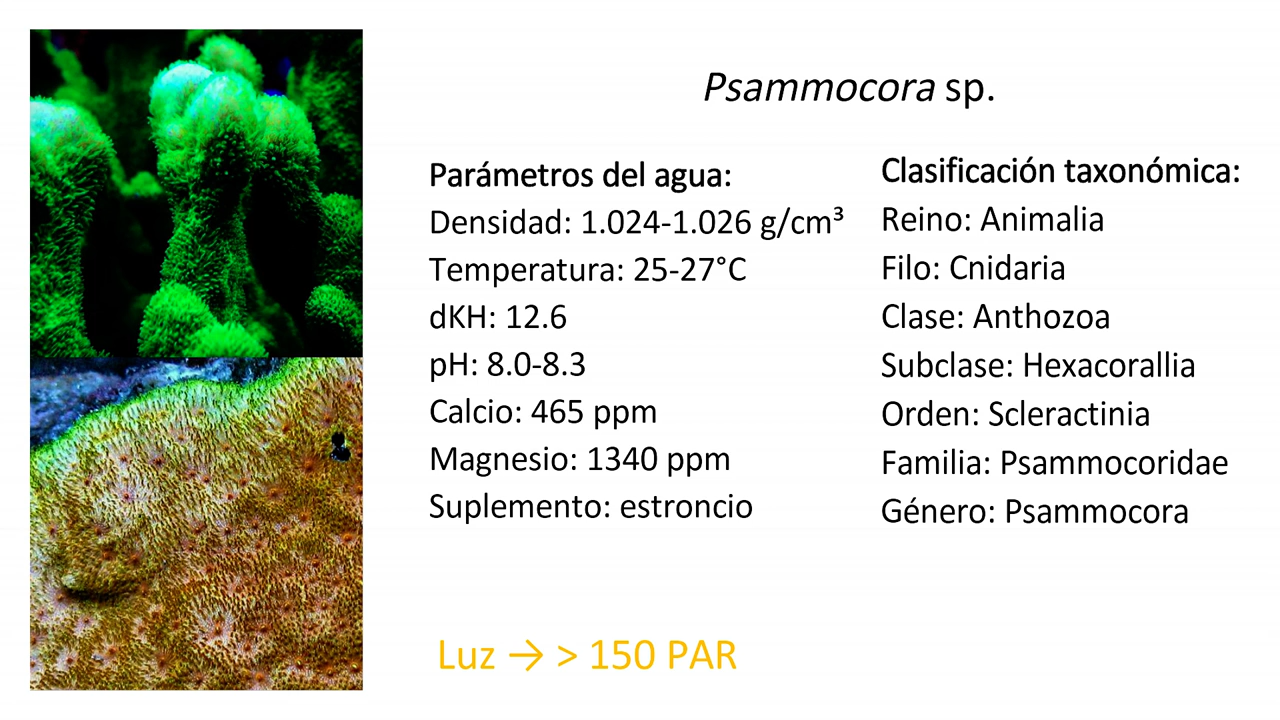 Psammocora sp.
Parámetros del agua:
Densidad: 1.024-1.026 g/cm³
Temperatura: 25-27°C
dKH: 12.6
pH: 8.0-8.3
Calcio: 465 ppm
Magnesio: 1340 ppm
Suplemento: estroncio
Clasificación taxonómica:
Reino: Animalia
Filo: Cnidaria
Clase: Anthozoa
Subclase: Hexacorallia
Orden: Scleractinia
Familia: Psammocoridae
Género: Psammocora
Luz → > 150 PAR